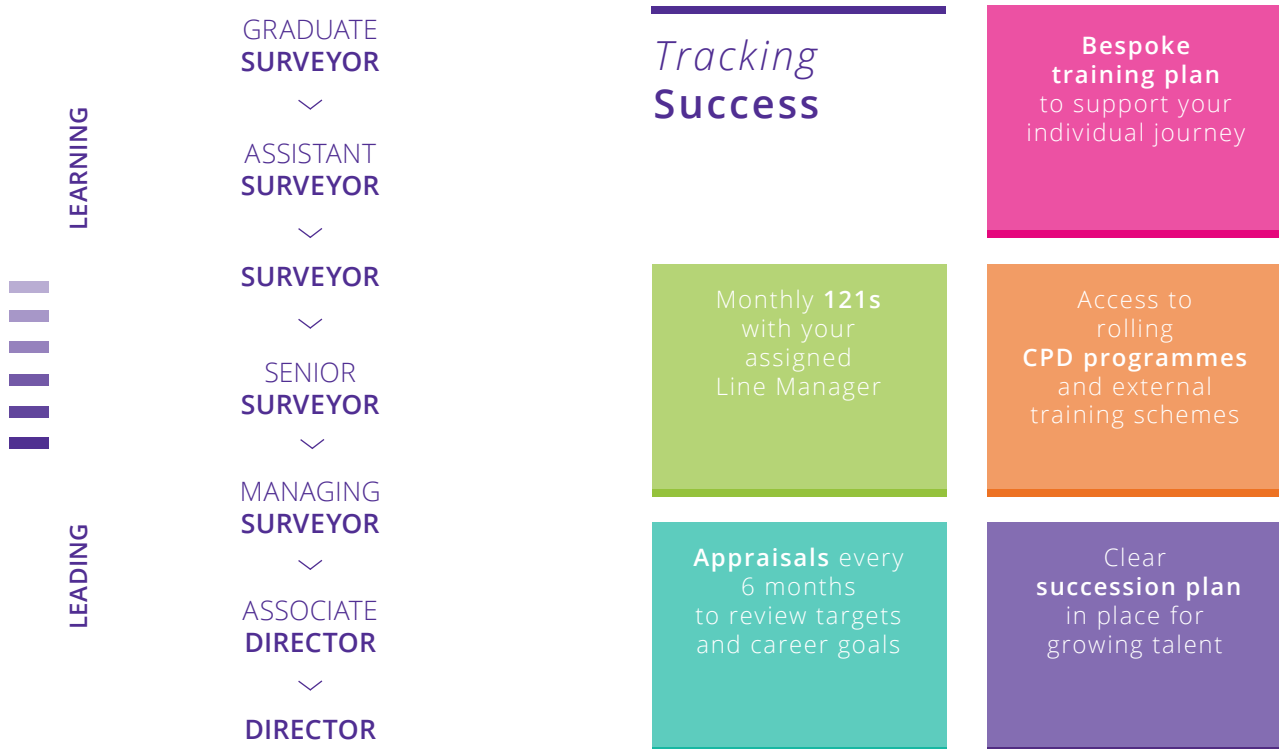 LEARNING
LEADING
GRADUATE
SURVEYOR
ASSISTANT
SURVEYOR
SURVEYOR
SENIOR
SURVEYOR
MANAGING
SURVEYOR
ASSOCIATE
DIRECTOR
DIRECTOR
Tracking
Success
Bespoke
training plan
to support your
individual journey
Monthly 121s
with your
assigned
Line Manager
Access to
rolling
CPD programmes
and external
training schemes
Appraisals every
6 months
to review targets
and career goals
Clear
succession plan
in place for
growing talent